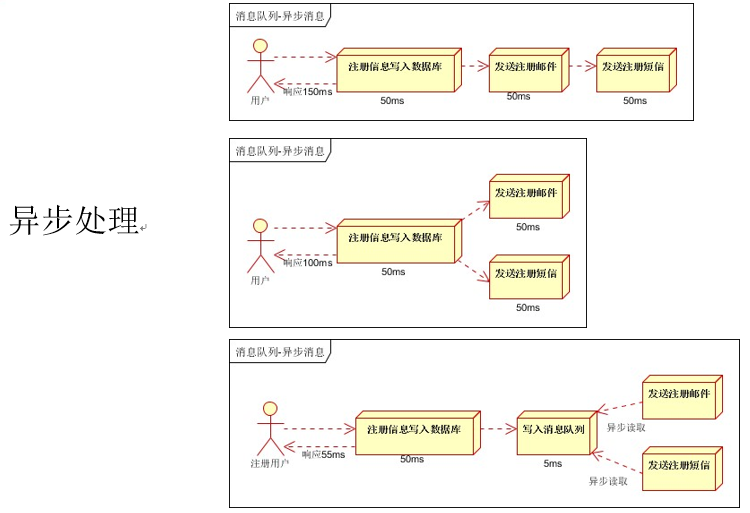 异步处理
消息队列-异步消息
注册信息写入数据库
发送注册邮件
发送注册短信
响应150ms
用户
50ms
50ms
50ms
消息队列-异步消息
发送注册邮件
50ms
注册信息写入数据库
响应100ms
用户
50ms
发送注册短信
50ms
消息队列-异步消息
发送注册邮件
异步读取
注册信息写入数据库
写入消息队列
响应55ms
注册用户
50ms
5ms
发送注册短信
异步读取